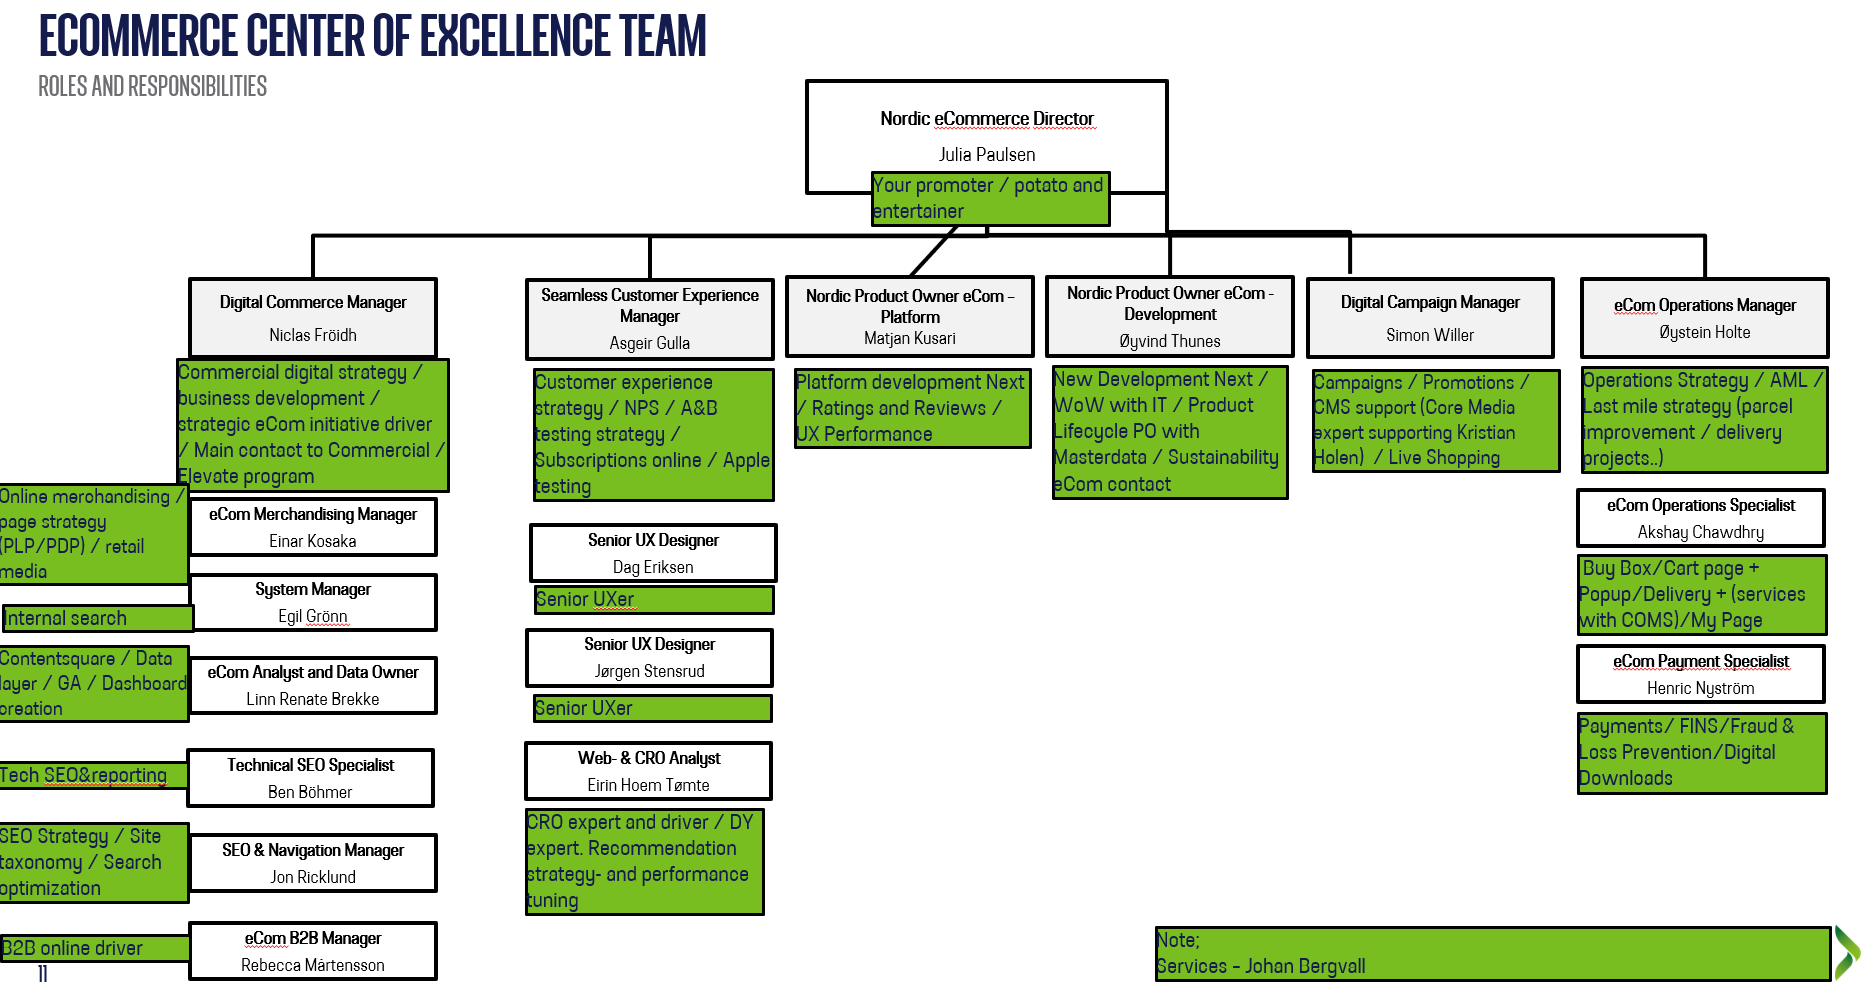 ECOMMERCE CENTER OF EXCELLENCE TEAM
ROLES AND RESPONSIBILITIES
Nordic eCommerce Director
Julia Paulsen
Your promoter / potato and
entertainer
Digital Commerce Manager
Niclas Fröidh
Commercial digital strategy /
business development /
strategic eCom initiative driver
/ Main contact to Commercial /
Elevate program
Online merchandising /
page strategy
(PLP/PDP) / retail
media
eCom Merchandising Manager
Einar Kosaka
System Manager
Egil Grönn
Internal search
Contentsquare / Data
layer / GA / Dashboard
creation
eCom Analyst and Data Owner
Linn Renate Brekke
Tech SEO&reporting
Technical SEO Specialist
Ben Böhmer
SEO Strategy / Site
taxonomy / Search
optimization
SEO & Navigation Manager
Jon Ricklund
B2B online driver
eCom B2B Manager
Rebecca Mårtensson
Seamless Customer Experience
Manager
Asgeir Gulla
Customer experience
strategy / NPS / A&B
testing strategy /
Subscriptions online / Apple
testing
Senior UX Designer
Dag Eriksen
Senior UXer
Senior UX Designer
Jørgen Stensrud
Senior UXer
Web- & CRO Analyst
Eirin Hoem Tømte
CRO expert and driver / DY
expert. Recommendation
strategy- and performance
tuning
Nordic Product Owner eCom –
Platform
Matjan Kusari
Platform development Next
/ Ratings and Reviews /
UX Performance
Nordic Product Owner eCom -
Development
Øyvind Thunes
New Development Next /
WoW with IT / Product
Lifecycle PO with
Masterdata / Sustainability
eCom contact
Digital Campaign Manager
Simon Willer
Campaigns / Promotions /
CMS support (Core Media
expert supporting Kristian
Holen) / Live Shopping
eCom Operations Manager
Øystein Holte
Operations Strategy / AML /
Last mile strategy (parcel
improvement / delivery
projects..)
eCom Operations Specialist
Akshay Chawdhry
Buy Box/Cart page +
Popup/Delivery + (services
with COMS)/My Page
eCom Payment Specialist
Henric Nyström
Payments/ FINS/Fraud &
Loss Prevention/Digital
Downloads
Note;
Services – Johan Bergvall
11